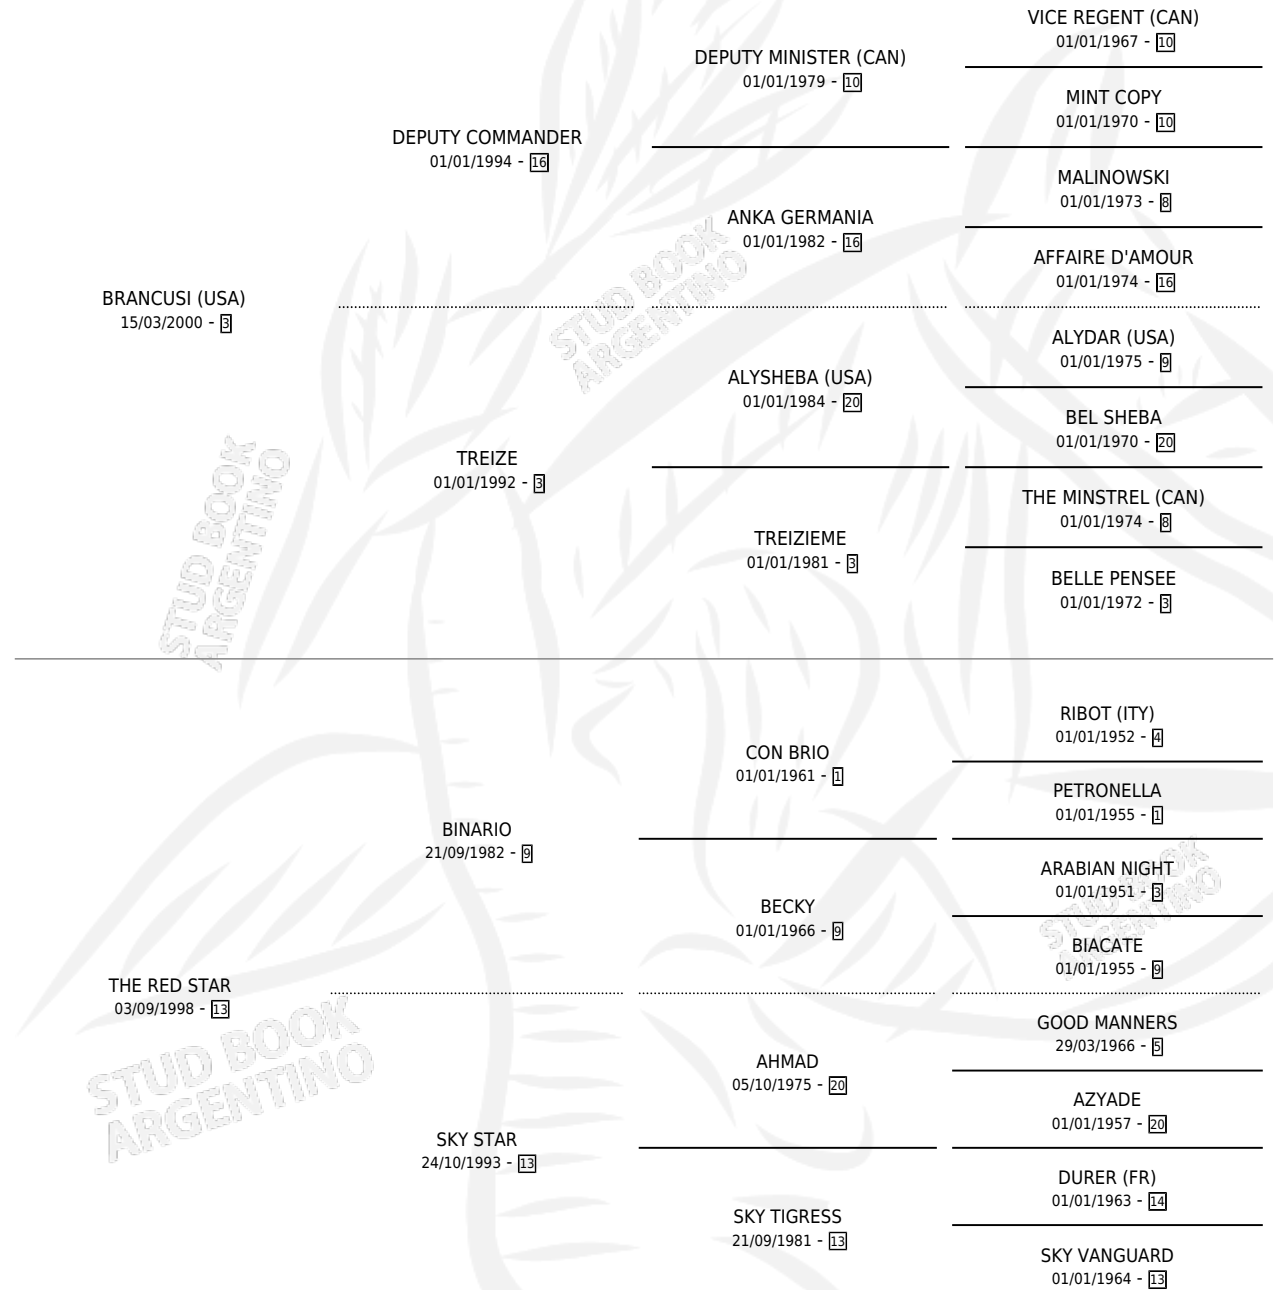 VICE REGENT (CAN)
01/01/1967 - 10
DEPUTY MINISTER (CAN)
01/01/1979 - 10
MINT COPY
01/01/1970 - 10
DEPUTY COMMANDER
01/01/1994 - 16
MALINOWSKI
01/01/1973 - 8
ANKA GERMANIA
01/01/1982 - 16
AFFAIRE D'AMOUR
01/01/1974 - 16
BRANCUSI (USA)
15/03/2000 - 3
ALYDAR (USA)
01/01/1975 - 9
ALYSHEBA (USA)
01/01/1984 - 20
BEL SHEBA
01/01/1970 - 20
TREIZE
01/01/1992 - 3
THE MINSTREL (CAN)
01/01/1974 - 8
TREIZIEME
01/01/1981 - 3
BELLE PENSEE
01/01/1972 - 3
RIBOT (ITY)
01/01/1952 - 4
CON BRIO
01/01/1961 - 1
PETRONELLA
01/01/1955 - 1
BINARIO
21/09/1982 - 9
ARABIAN NIGHT
01/01/1951 - 3
BECKY
01/01/1966 - 9
BIACATE
01/01/1955 - 9
THE RED STAR
03/09/1998 - 13
GOOD MANNERS
29/03/1966 - 5
AHMAD
05/10/1975 - 20
AZYADE
01/01/1957 - 20
SKY STAR
24/10/1993 - 13
DURER (FR)
01/01/1963 - 14
SKY TIGRESS
21/09/1981 - 13
SKY VANGUARD
01/01/1964 - 13
STUD BOOK
ARGENTINO
STUD BOOK
ARGENTINO
STUD BOOK
ARGENTINO
STUD BOOK
ARGENTINO